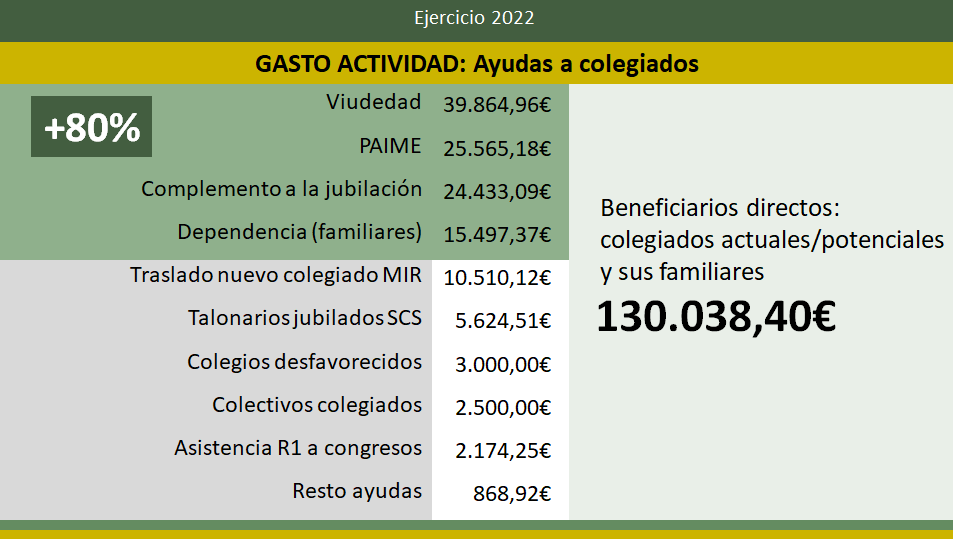 Ejercicio 2022
GASTO ACTIVIDAD: Ayudas a colegiados
+80%
Viudedad 39.864,96€
PAIME 25.565,18€
Complemento a la jubilación 24.433,09€
Dependencia (familiares) 15.497,37€
Traslado nuevo colegiado MIR 10.510,12€
Talonarios jubilados SCS 5.624,51€
Colegios desfavorecidos 3.000,00€
Colectivos colegiados 2.500,00€
Asistencia R1 a congresos 2.174,25€
Resto ayudas 868,92€
Beneficiarios directos:
colegiados actuales/potenciales
y sus familiares
130.038,40€